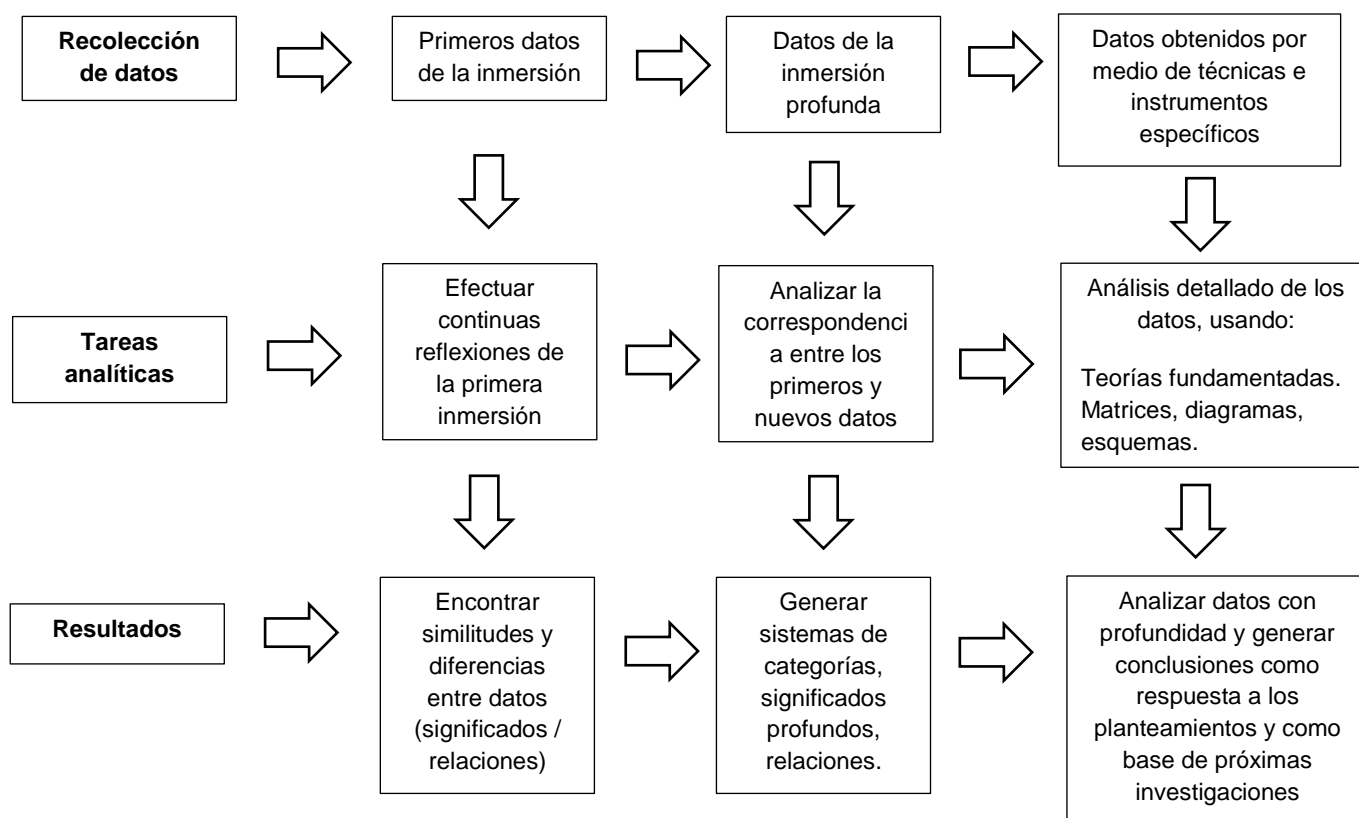 Recolección
de datos
Primeros datos
de la inmersión
Datos de la
inmersión
profunda
Datos obtenidos por
medio de técnicas e
instrumentos
específicos
Tareas
analíticas
Efectuar
continuas
reflexiones de
la primera
inmersión
Analizar la
correspondenci
a entre los
primeros y
nuevos datos
Análisis detallado de los
datos, usando:
Teorías fundamentadas.
Matrices, diagramas,
esquemas.
Resultados
Encontrar
similitudes y
diferencias
entre datos
(significados /
relaciones)
Generar
sistemas de
categorías,
significados
profundos,
relaciones.
Analizar datos con
profundidad y generar
conclusiones como
respuesta a los
planteamientos y como
base de próximas
investigaciones